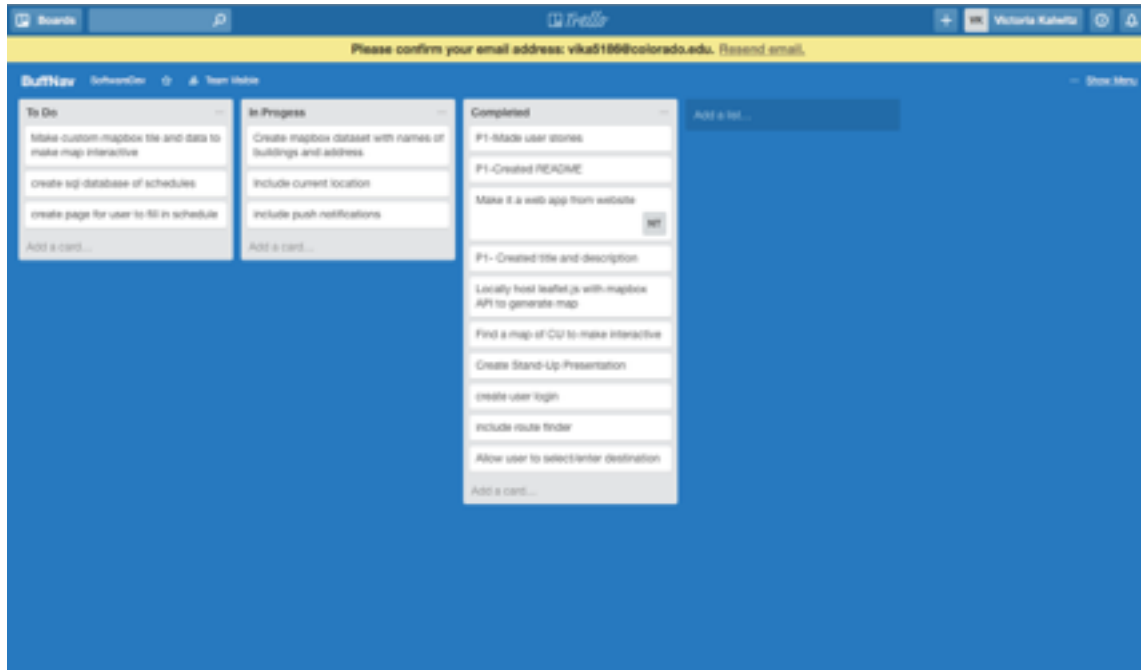 Boards
Trello
Please confirm your email address: vika5186@colorado.edu. Resend email.
BuffNav SoftwareDev Team Visible
Show Menu
To Do
Make custom mapbox tile and data to
make map interactive
create sql database of schedules
create page for user to fill in schedule
Add a card...
In Progess
Create mapbox dataset with names of
buildings and address
Include current location
include push notifications
Add a card...
Completed
P1-Made user stories
P1-Created README
Make it a web app from website
P1- Created title and description
Locally host leaflet.js with mapbox
API to generate map
Find a map of CU to make interactive
Create Stand-Up Presentation
create user login
include route finder
Allow user to select/enter destination
Add a card...
Add a list...